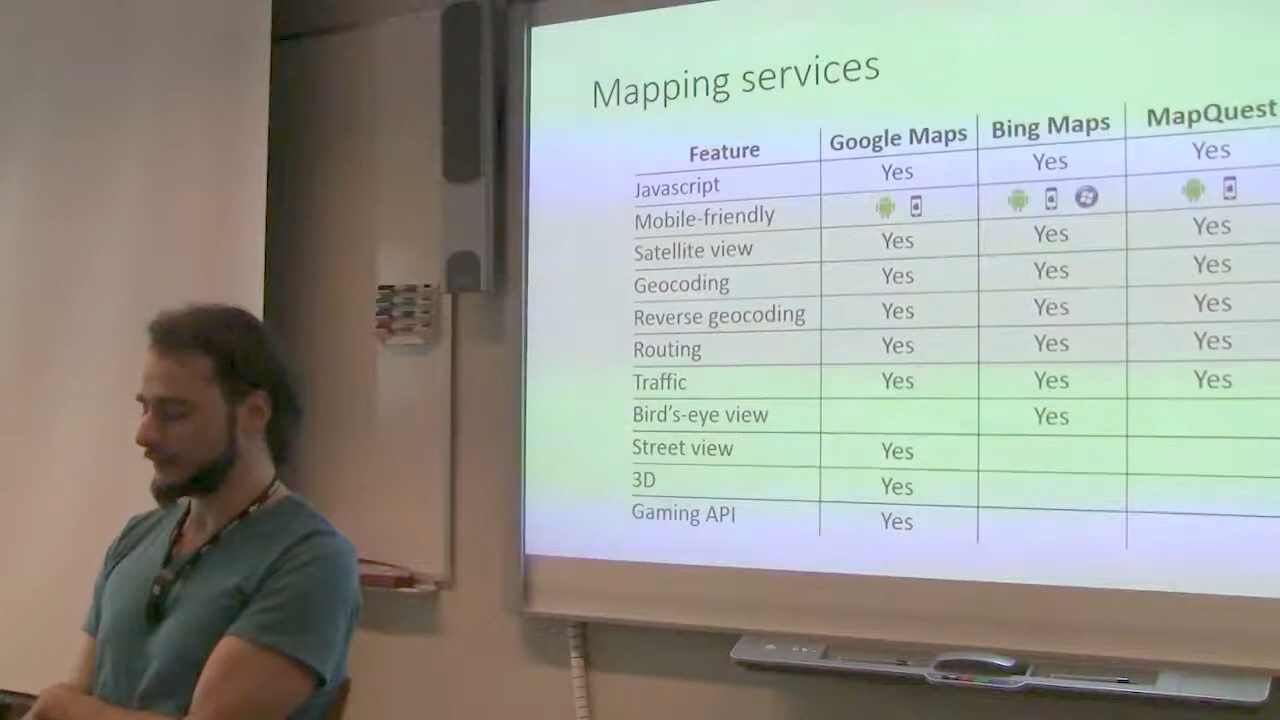 Mapping services
Feature Google Maps Bing Maps MapQuest
Javascript Yes Yes Yes
Mobile-friendly
Satellite view Yes Yes Yes
Geocoding Yes Yes Yes
Reverse geocoding Yes Yes Yes
Routing Yes Yes Yes
Traffic Yes Yes Yes
Bird's-eye view Yes
Street view Yes
3D Yes
Gaming API Yes